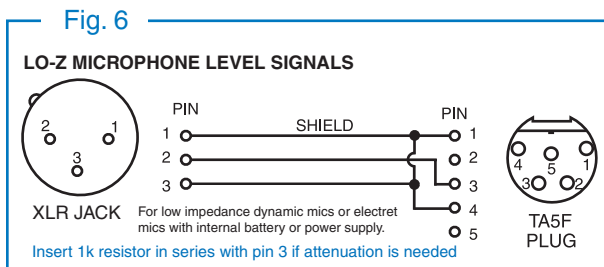 Fig. 6
LO-Z MICROPHONE LEVEL SIGNALS
PIN
SHIELD
PIN
1
2
3
1
2
3
4
5
2
1
3
4
5
1
3
2
XLR JACK
For low impedance dynamic mics or electret
mics with internal battery or power supply.
TA5F
PLUG
Insert 1k resistor in series with pin 3 if attenuation is needed